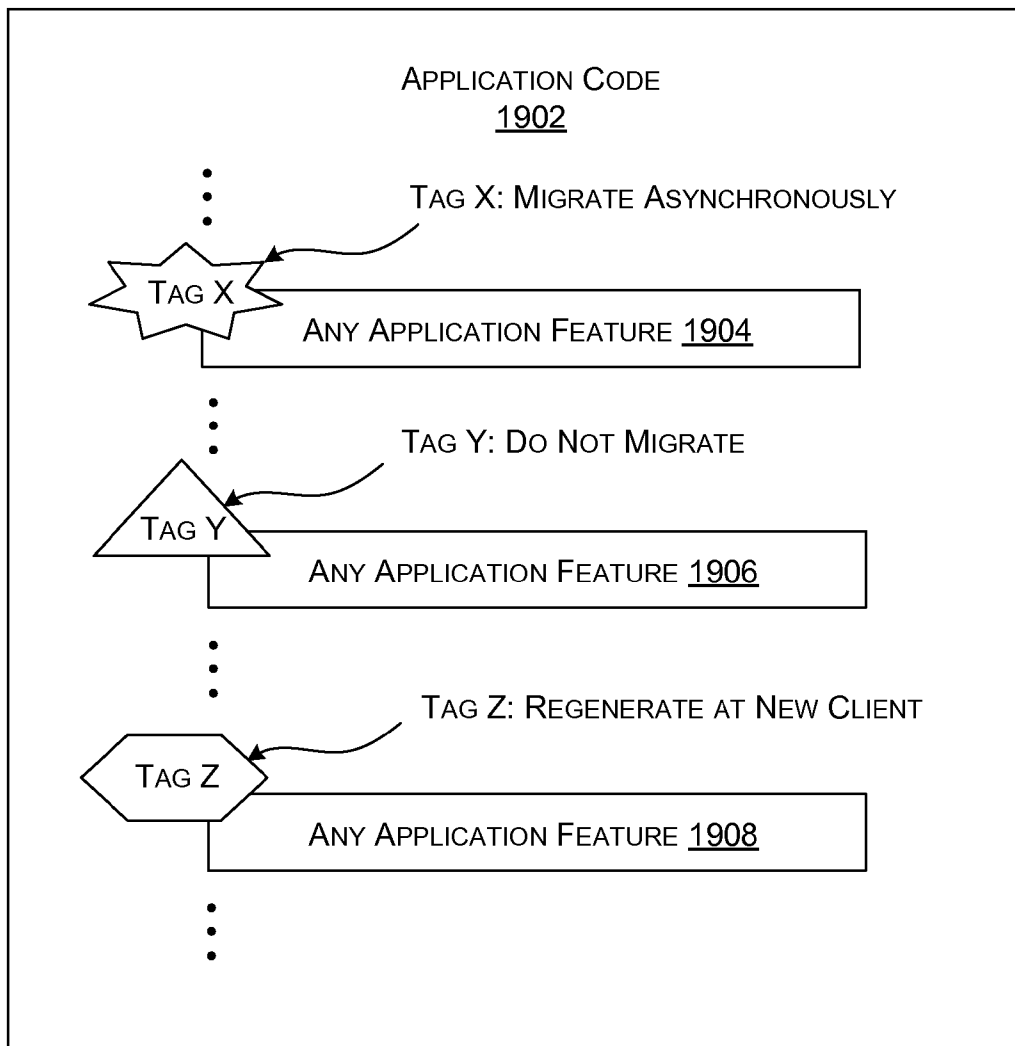 APPLICATION CODE
1902
TAG X: MIGRATE ASYNCHRONOUSLY
TAG X
ANY APPLICATION FEATURE 1904
TAG Y: DO NOT MIGRATE
TAG Y
ANY APPLICATION FEATURE 1906
TAG Z: REGENERATE AT NEW CLIENT
TAG Z
ANY APPLICATION FEATURE 1908